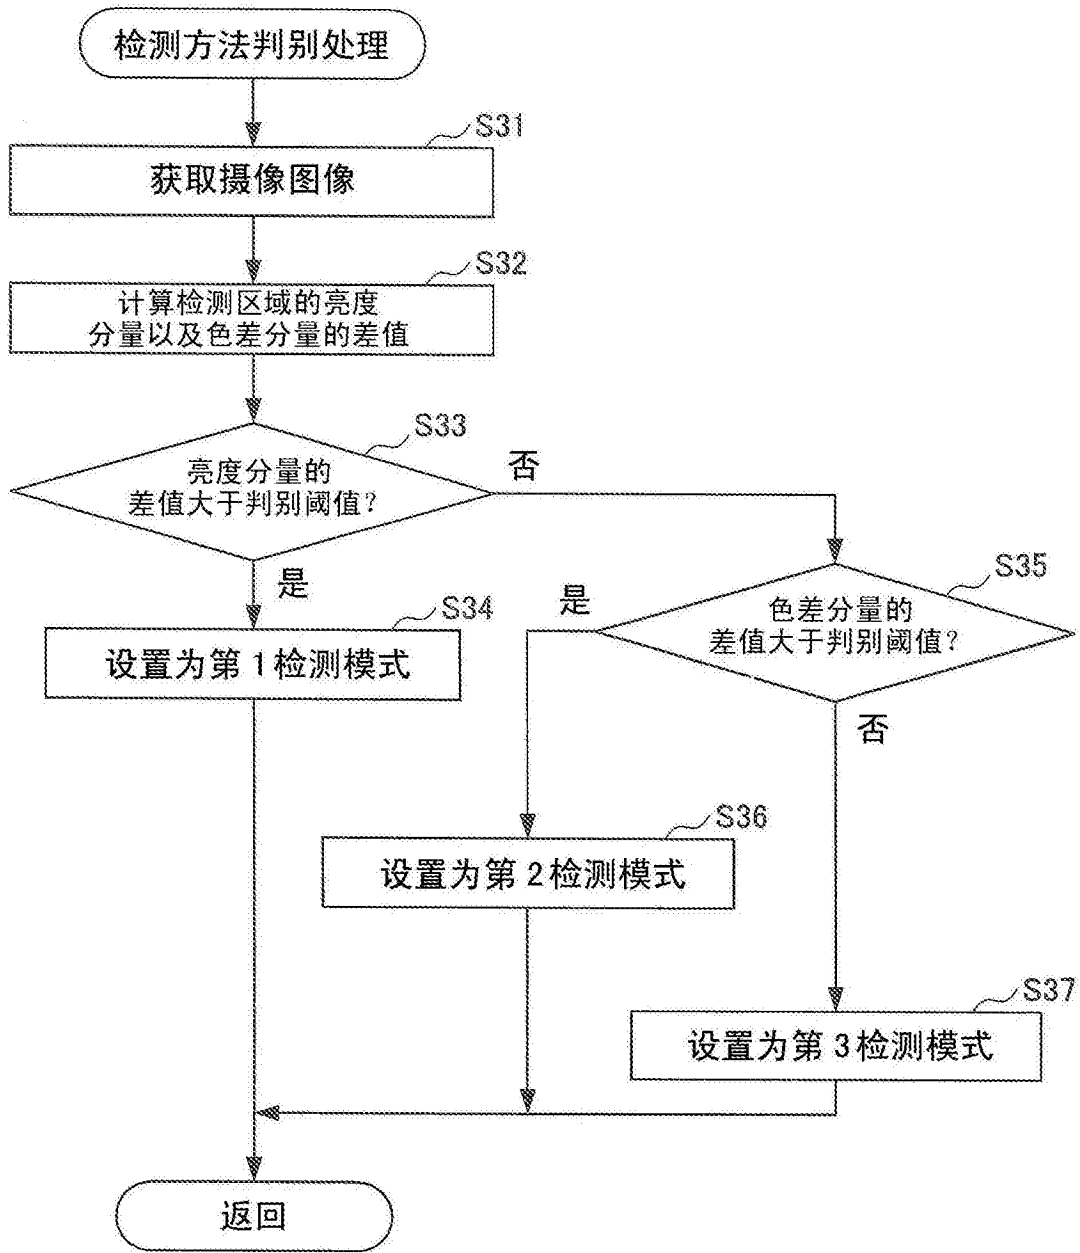 检测方法判别处理
S31
获取摄像图像
S32
计算检测区域的亮度
分量以及色差分量的差值
S33
亮度分量的
差值大于判别阈值?
否
是
S34
设置为第1检测模式
S35
色差分量的
差值大于判别阈值?
是
否
S36
设置为第2检测模式
S37
设置为第3检测模式
返回